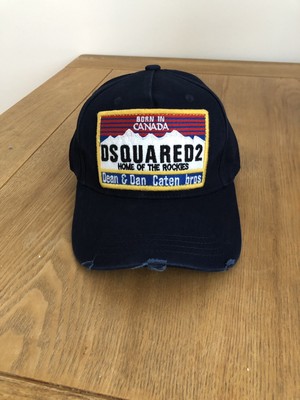 BORN IN
CANADA
DSQUARED2
HOME OF THE ROCKIES
Dean & Dan Caten bros